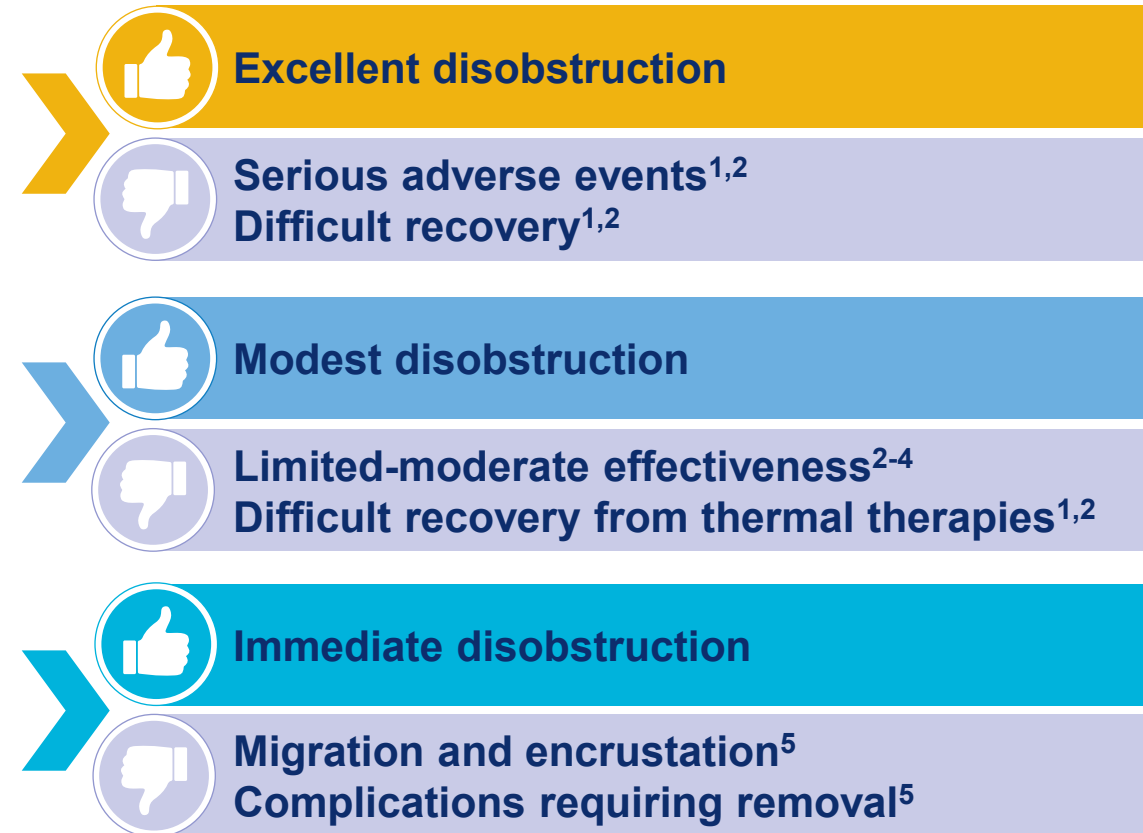 Excellent disobstruction
Serious adverse events1,2
Difficult recovery1,2
Modest disobstruction
Limited-moderate effectiveness2-4
Difficult recovery from thermal therapies1,2
Immediate disobstruction
Migration and encrustation5
Complications requiring removal5